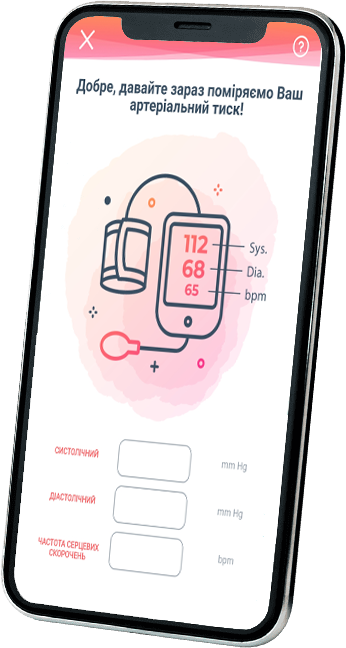 ?
Добре, давайте зараз поміряємо Ваш
артеріальний тиск!
112 Sys.
68 Dia.
65 bpm
СИСТОЛІЧНИЙ mm Hg
ДІАСТОЛІЧНИЙ mm Hg
ЧАСТОТА СЕРЦЕВИХ
СКОРОЧЕНЬ bpm